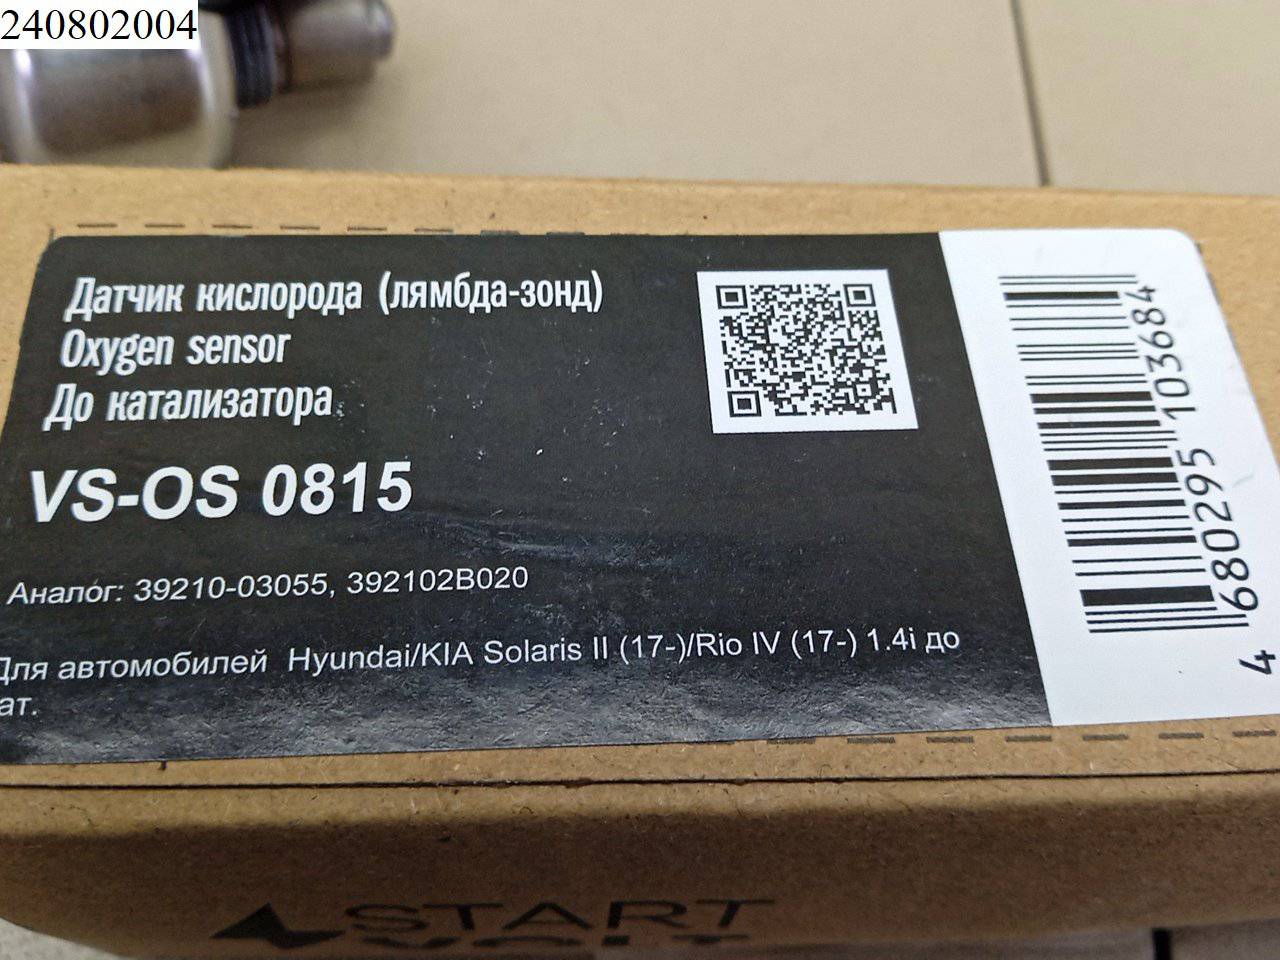 240802004
Датчик кислорода (лямбда-зонд)
Oxygen sensor
До катализатора
VS-OS 0815
Аналог: 39210-03055, 392102B020
Для автомобилей Hyundai/KIA Solaris II (17-)/Rio IV (17-) 1.4i до
ат.
4 680295 103684
START
VOLT